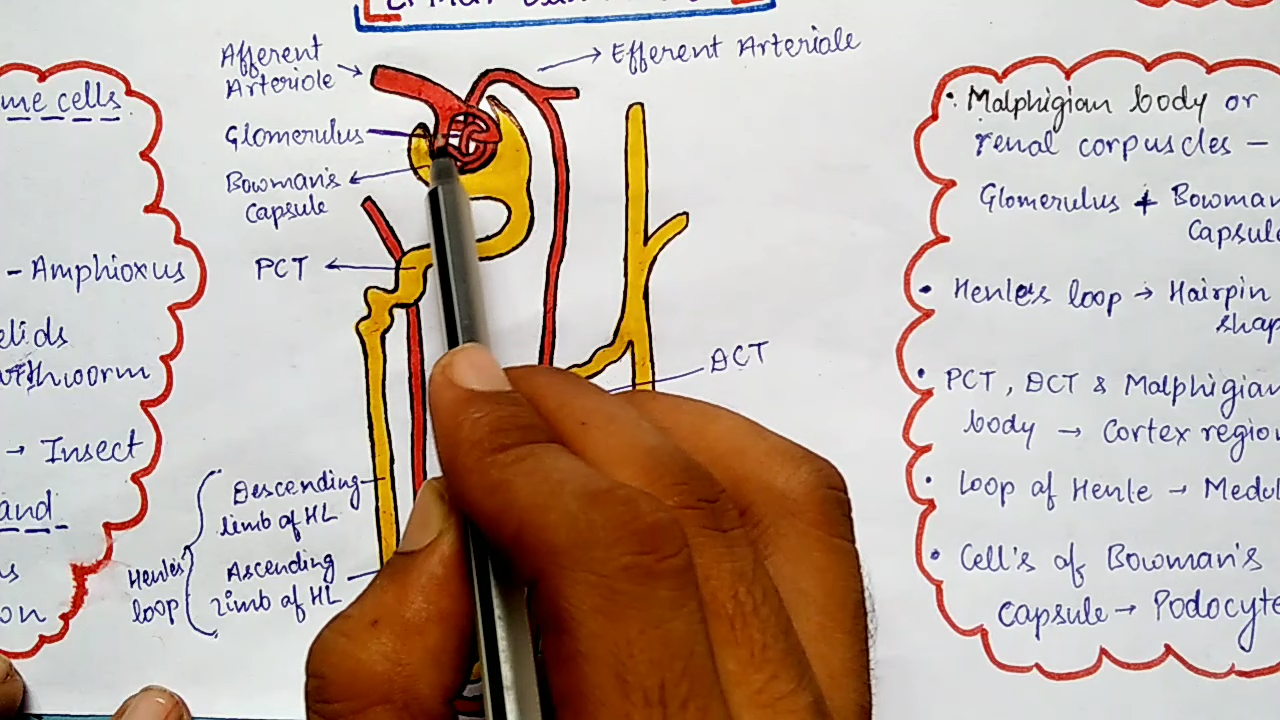 Afferent
Arteriole
Efferent Arteriole
Glomerulus
Bowman's
Capsule
PCT
DCT
Descending
limb of HL
Ascending
limb of HL
Henle's
loop
me cells
- Amphioxus
elids
→ Insect
and
on
• Malphigian body or
renal corpuscles -
Glomerulus + Bowman
Capsule
• Henle's loop → Hairpin
shap
• PCT, DCT & Malphigian
body → Cortex region
• Loop of Henle → Medul
• Cell's of Bowman's
Capsule → Podocyte